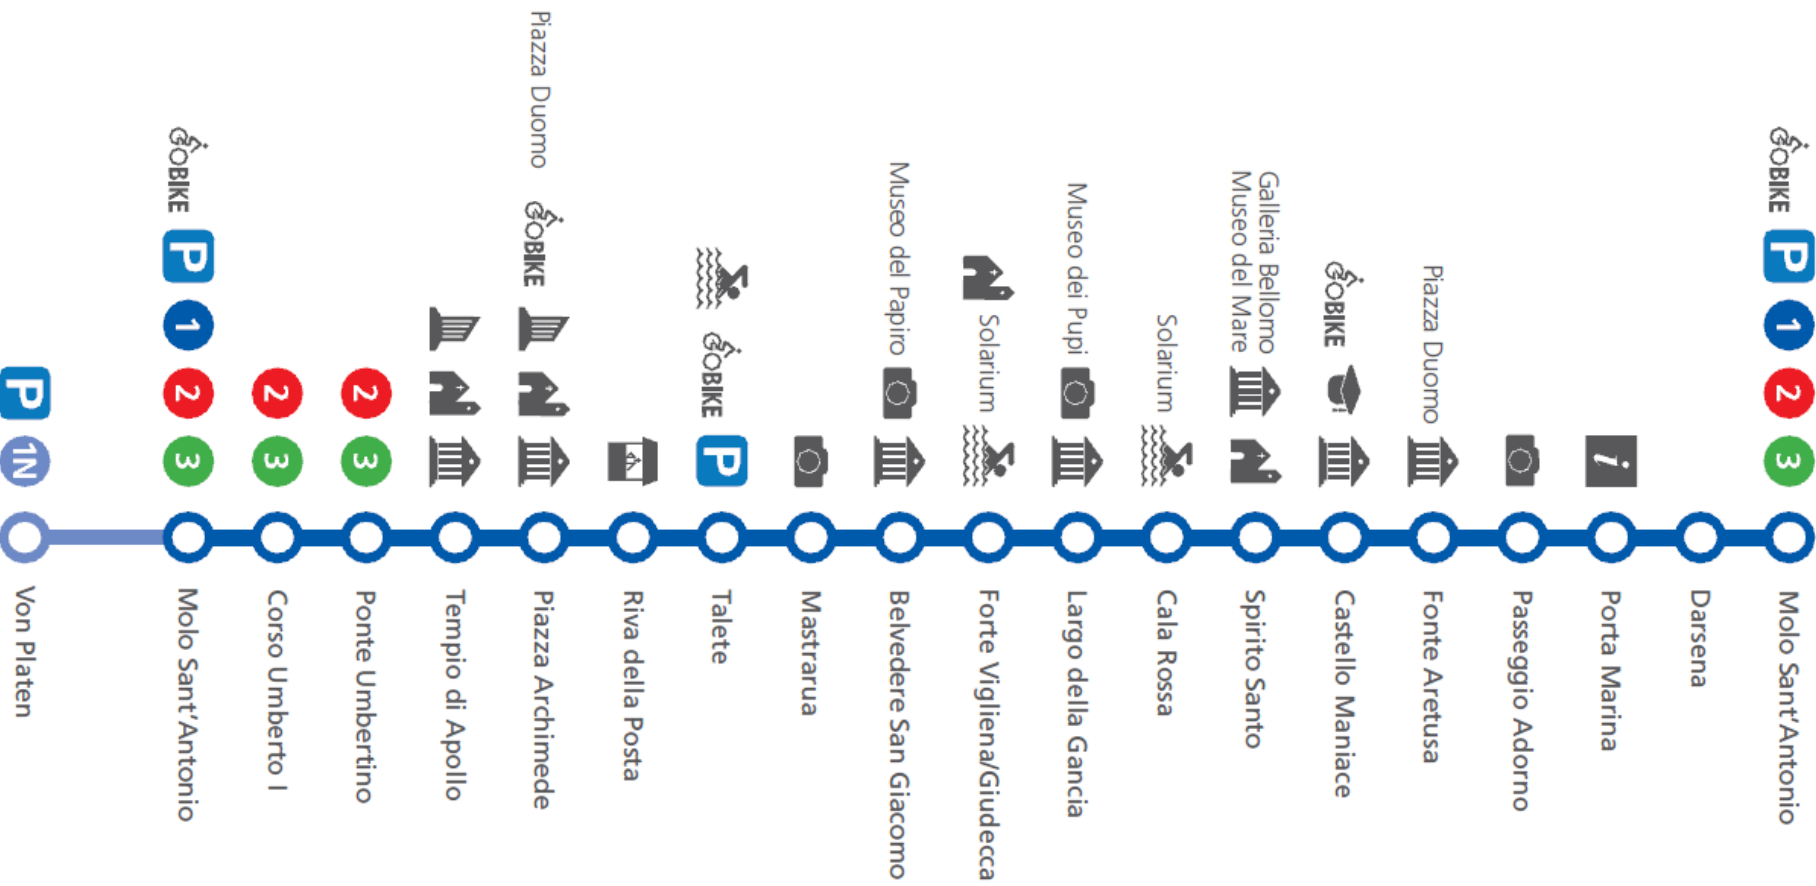 P
1N
Von Platen
GOBIKE
P
1
2
3
Molo Sant'Antonio
2
3
Corso Umberto I
2
3
Ponte Umbertino
Tempio di Apollo
Piazza Duomo
GOBIKE
Piazza Archimede
Riva della Posta
GOBIKE
P
Talete
Mastrarua
Museo del Papiro
Belvedere San Giacomo
Solarium
Forte Vigliena/Giudecca
Museo dei Pupi
Largo della Gancia
Solarium
Cala Rossa
Galleria Bellomo
Museo del Mare
Spirito Santo
GOBIKE
Castello Maniace
Piazza Duomo
Fonte Aretusa
Passeggio Adorno
i
Porta Marina
Darsena
GOBIKE
P
1
2
3
Molo Sant'Antonio